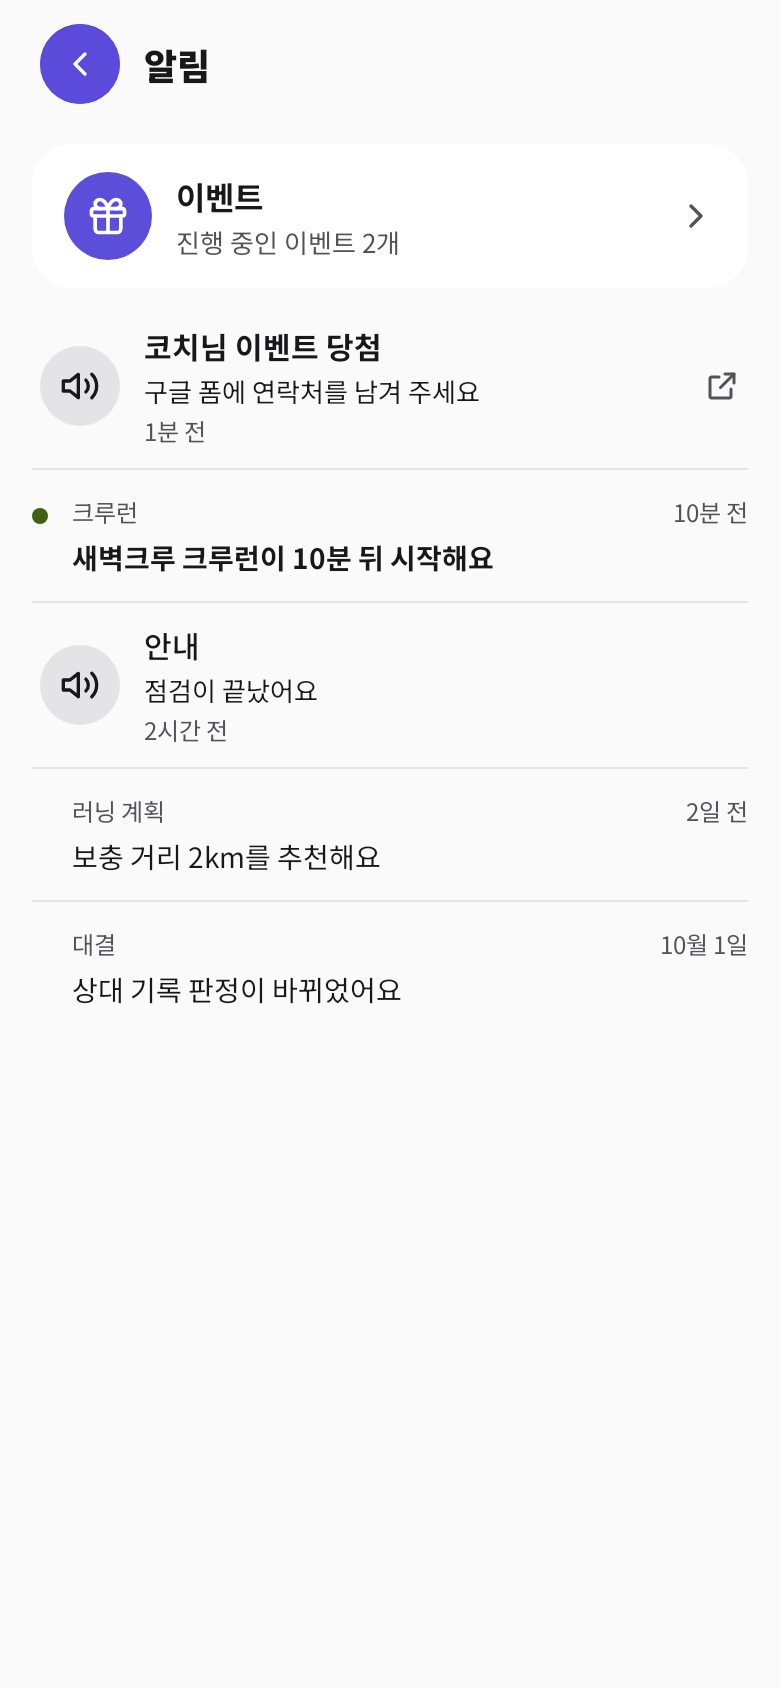 알림
이벤트
진행 중인 이벤트 2개
코치님 이벤트 당첨
구글 폼에 연락처를 남겨 주세요
1분 전
크루런
10분 전
새벽크루 크루런이 10분 뒤 시작해요
안내
점검이 끝났어요
2시간 전
러닝 계획
2일 전
보충 거리 2km를 추천해요
대결
10월 1일
상대 기록 판정이 바뀌었어요